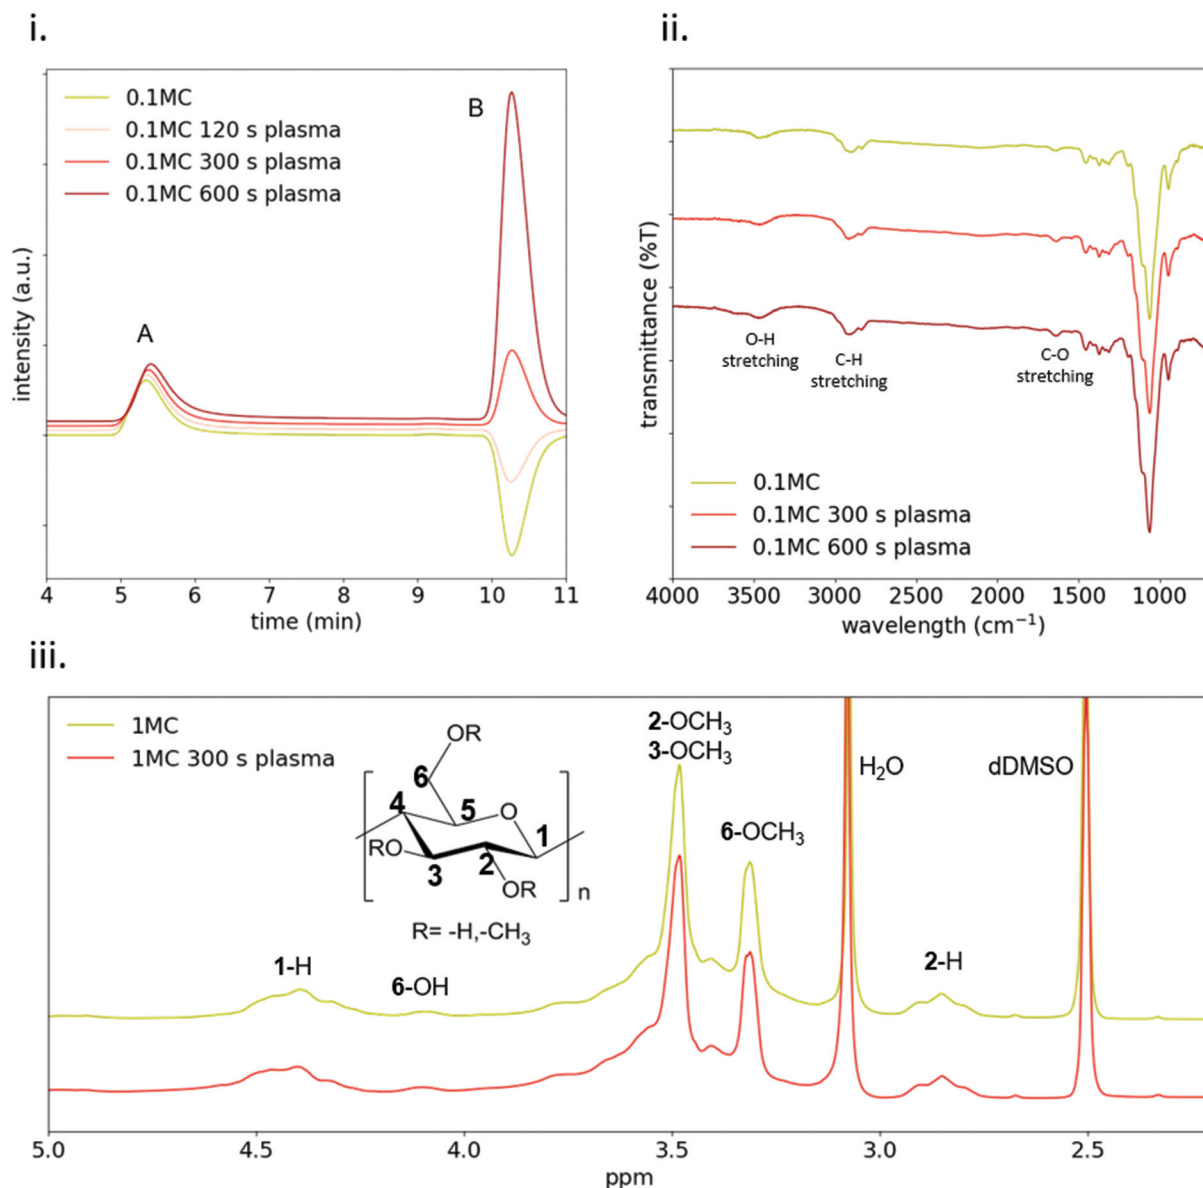 i.
0.1MC
0.1MC 120 s plasma
0.1MC 300 s plasma
0.1MC 600 s plasma
A
B
intensity (a.u.)
4 5 6 7 8 9 10 11
time (min)
ii.
O-H
stretching
C-H
stretching
C-O
stretching
0.1MC
0.1MC 300 s plasma
0.1MC 600 s plasma
transmittance (%T)
4000 3500 3000 2500 2000 1500 1000
wavelength (cm⁻¹)
iii.
1MC
1MC 300 s plasma
OR
6
4
5
O
1
RO
3
2
OR
n
R= -H,-CH₃
1-H
6-OH
2-OCH₃
3-OCH₃
6-OCH₃
H₂O
2-H
dDMSO
5.0 4.5 4.0 3.5 3.0 2.5
ppm